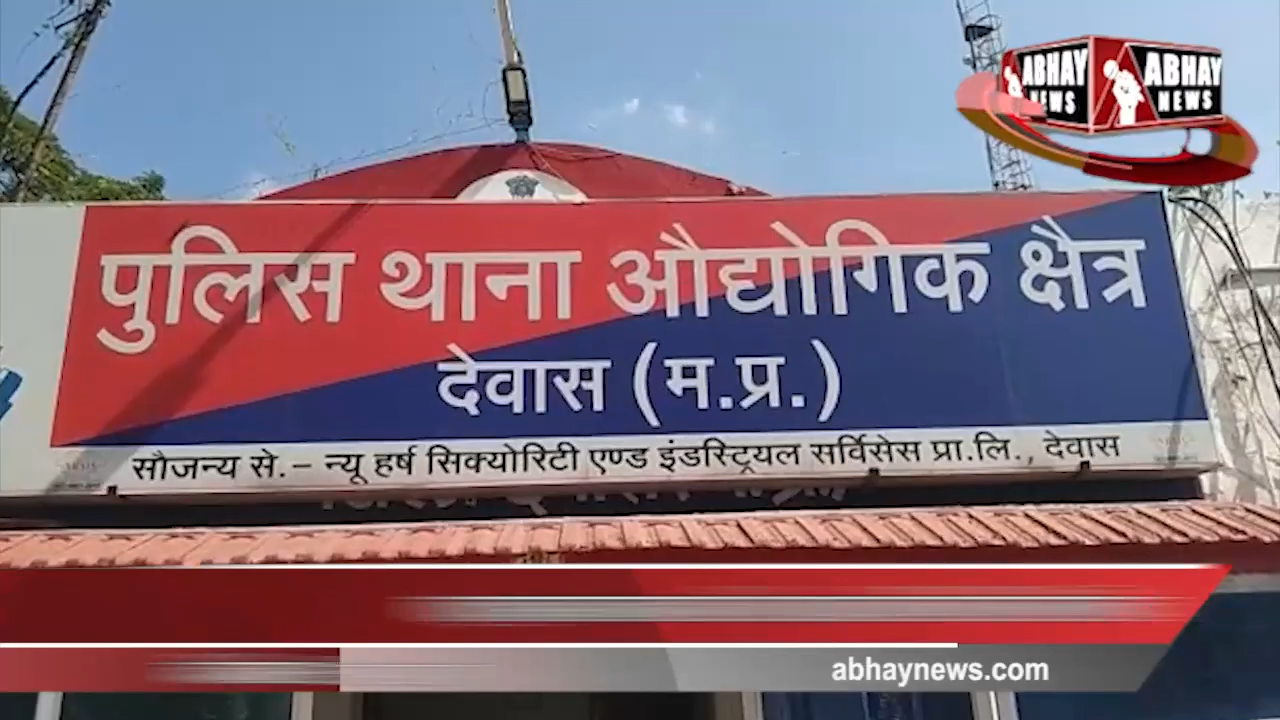 ABHAY ABHAY
NEWS NEWS
पुलिस थाना औद्योगिक क्षैत्र
देवास (म.प्र.)
सौजन्य से.– न्यू हर्ष सिक्योरिटी एण्ड इंडस्ट्रियल सर्विसेस प्रा.लि., देवास
abhaynews.com